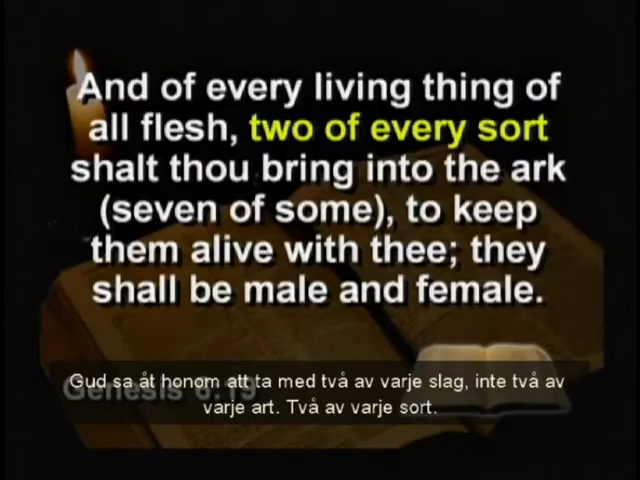 And of every living thing of
all flesh, two of every sort
shalt thou bring into the ark
(seven of some), to keep
them alive with thee; they
shall be male and female.
Genesis 6:19
Gud sa åt honom att ta med två av varje slag, inte två av
varje art. Två av varje sort.